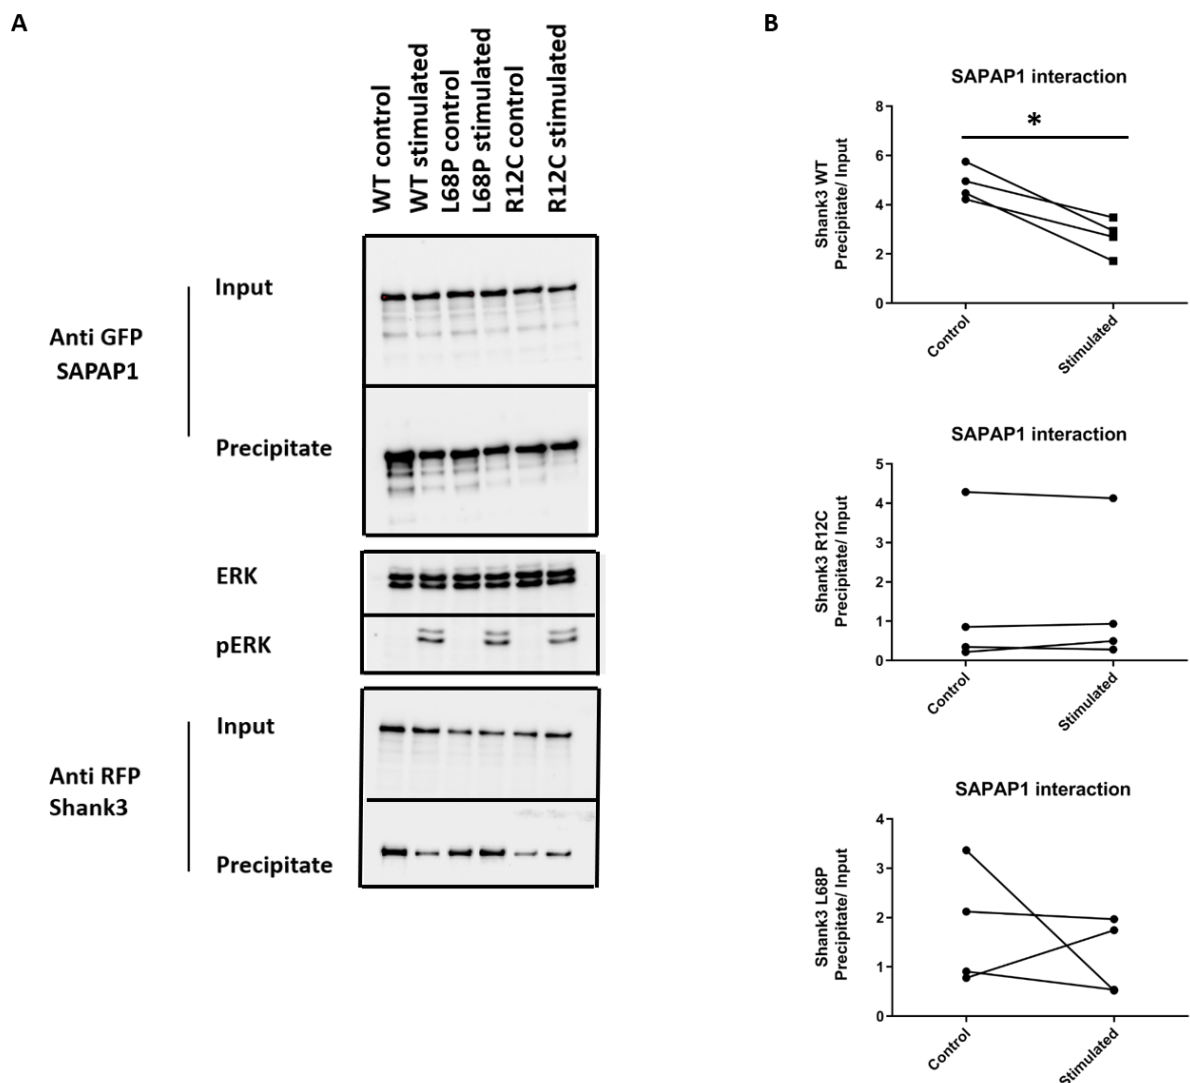 A
WT control
WT stimulated
L68P control
L68P stimulated
R12C control
R12C stimulated
Anti GFP
SAPAP1
Input
Precipitate
ERK
pERK
Anti RFP
Shank3
Input
Precipitate
B
SAPAP1 interaction
*
Shank3 WT
Precipitate/ Input
8
6
4
2
0
Control
Stimulated
SAPAP1 interaction
Shank3 R12C
Precipitate/ Input
5
4
3
2
1
0
Control
Stimulated
SAPAP1 interaction
Shank3 L68P
Precipitate/ Input
4
3
2
1
0
Control
Stimulated